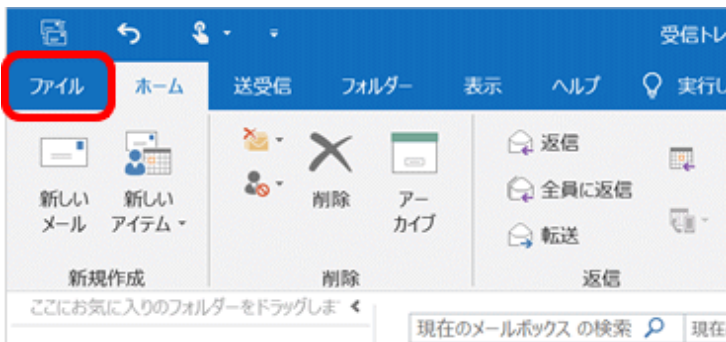 受信トレ
ファイル ホーム 送受信 フォルダー 表示 ヘルプ 実行し
新しい
メール
新しい
アイテム
削除
アー
カイブ
返信
全員に返信
転送
新規作成 削除 返信
ここにお気に入りのフォルダーをドラッグしま
現在のメールボックス の検索 現在